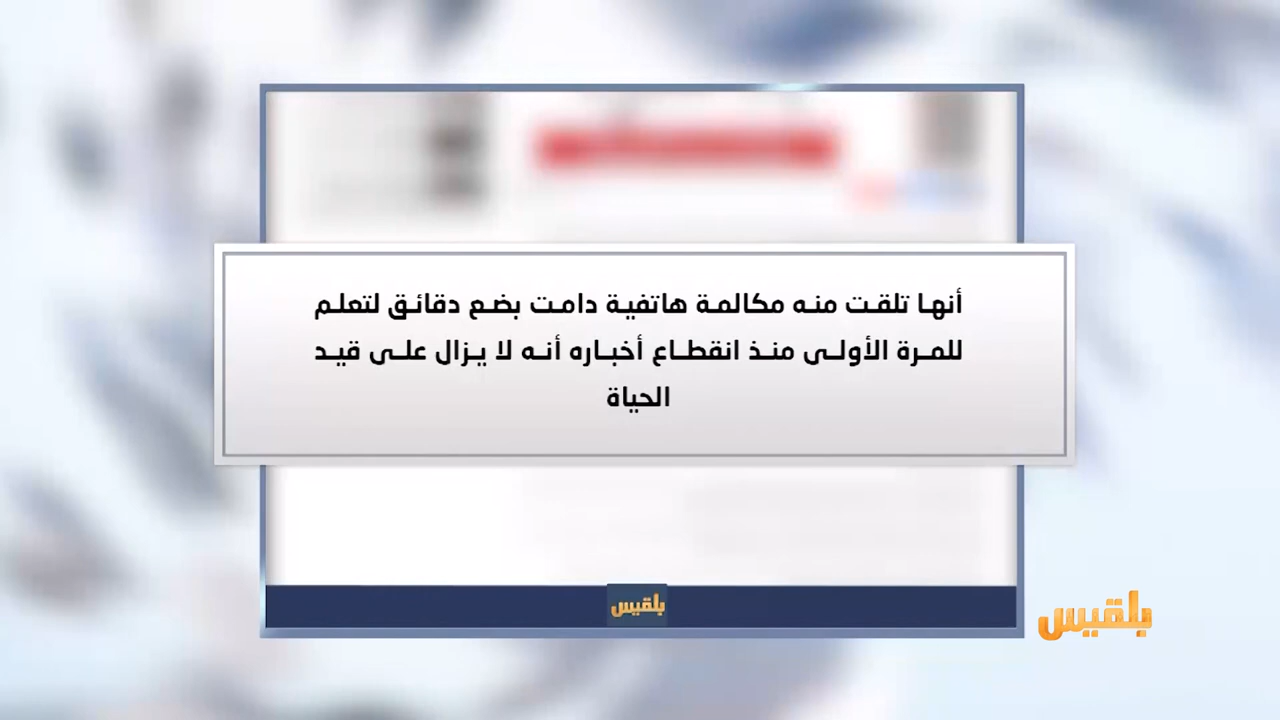 أنها تلقت منه مكالمة هاتفية دامت بضع دقائق لتعلم
للمرة الأولى منذ انقطاع أخباره أنه لا يزال على قيد
الحياة
بلقيس
بلقيس